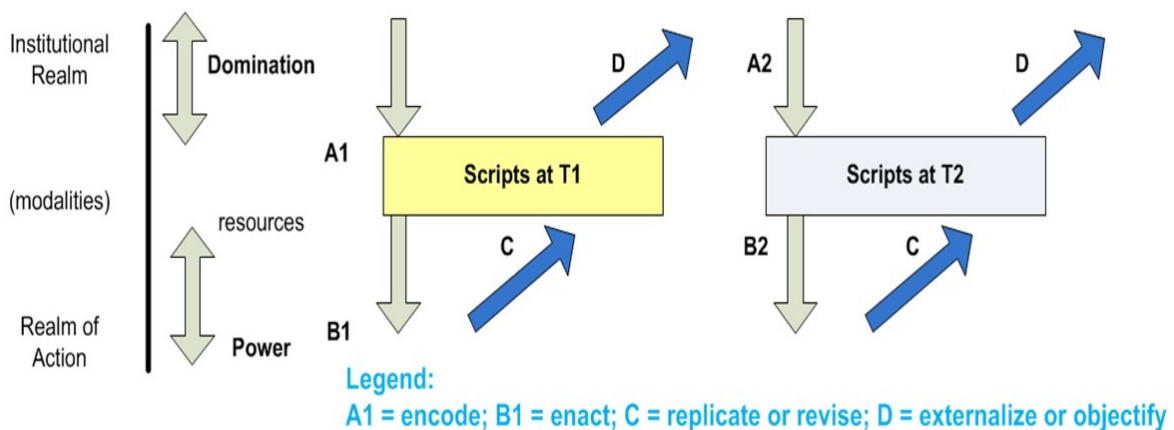 Institutional
Realm
Domination
(modalities)
resources
Realm of
Action
Power
A1
D
Scripts at T1
C
B1
A2
D
Scripts at T2
B2
C
Legend:
A1 = encode; B1 = enact; C = replicate or revise; D = externalize or objectify